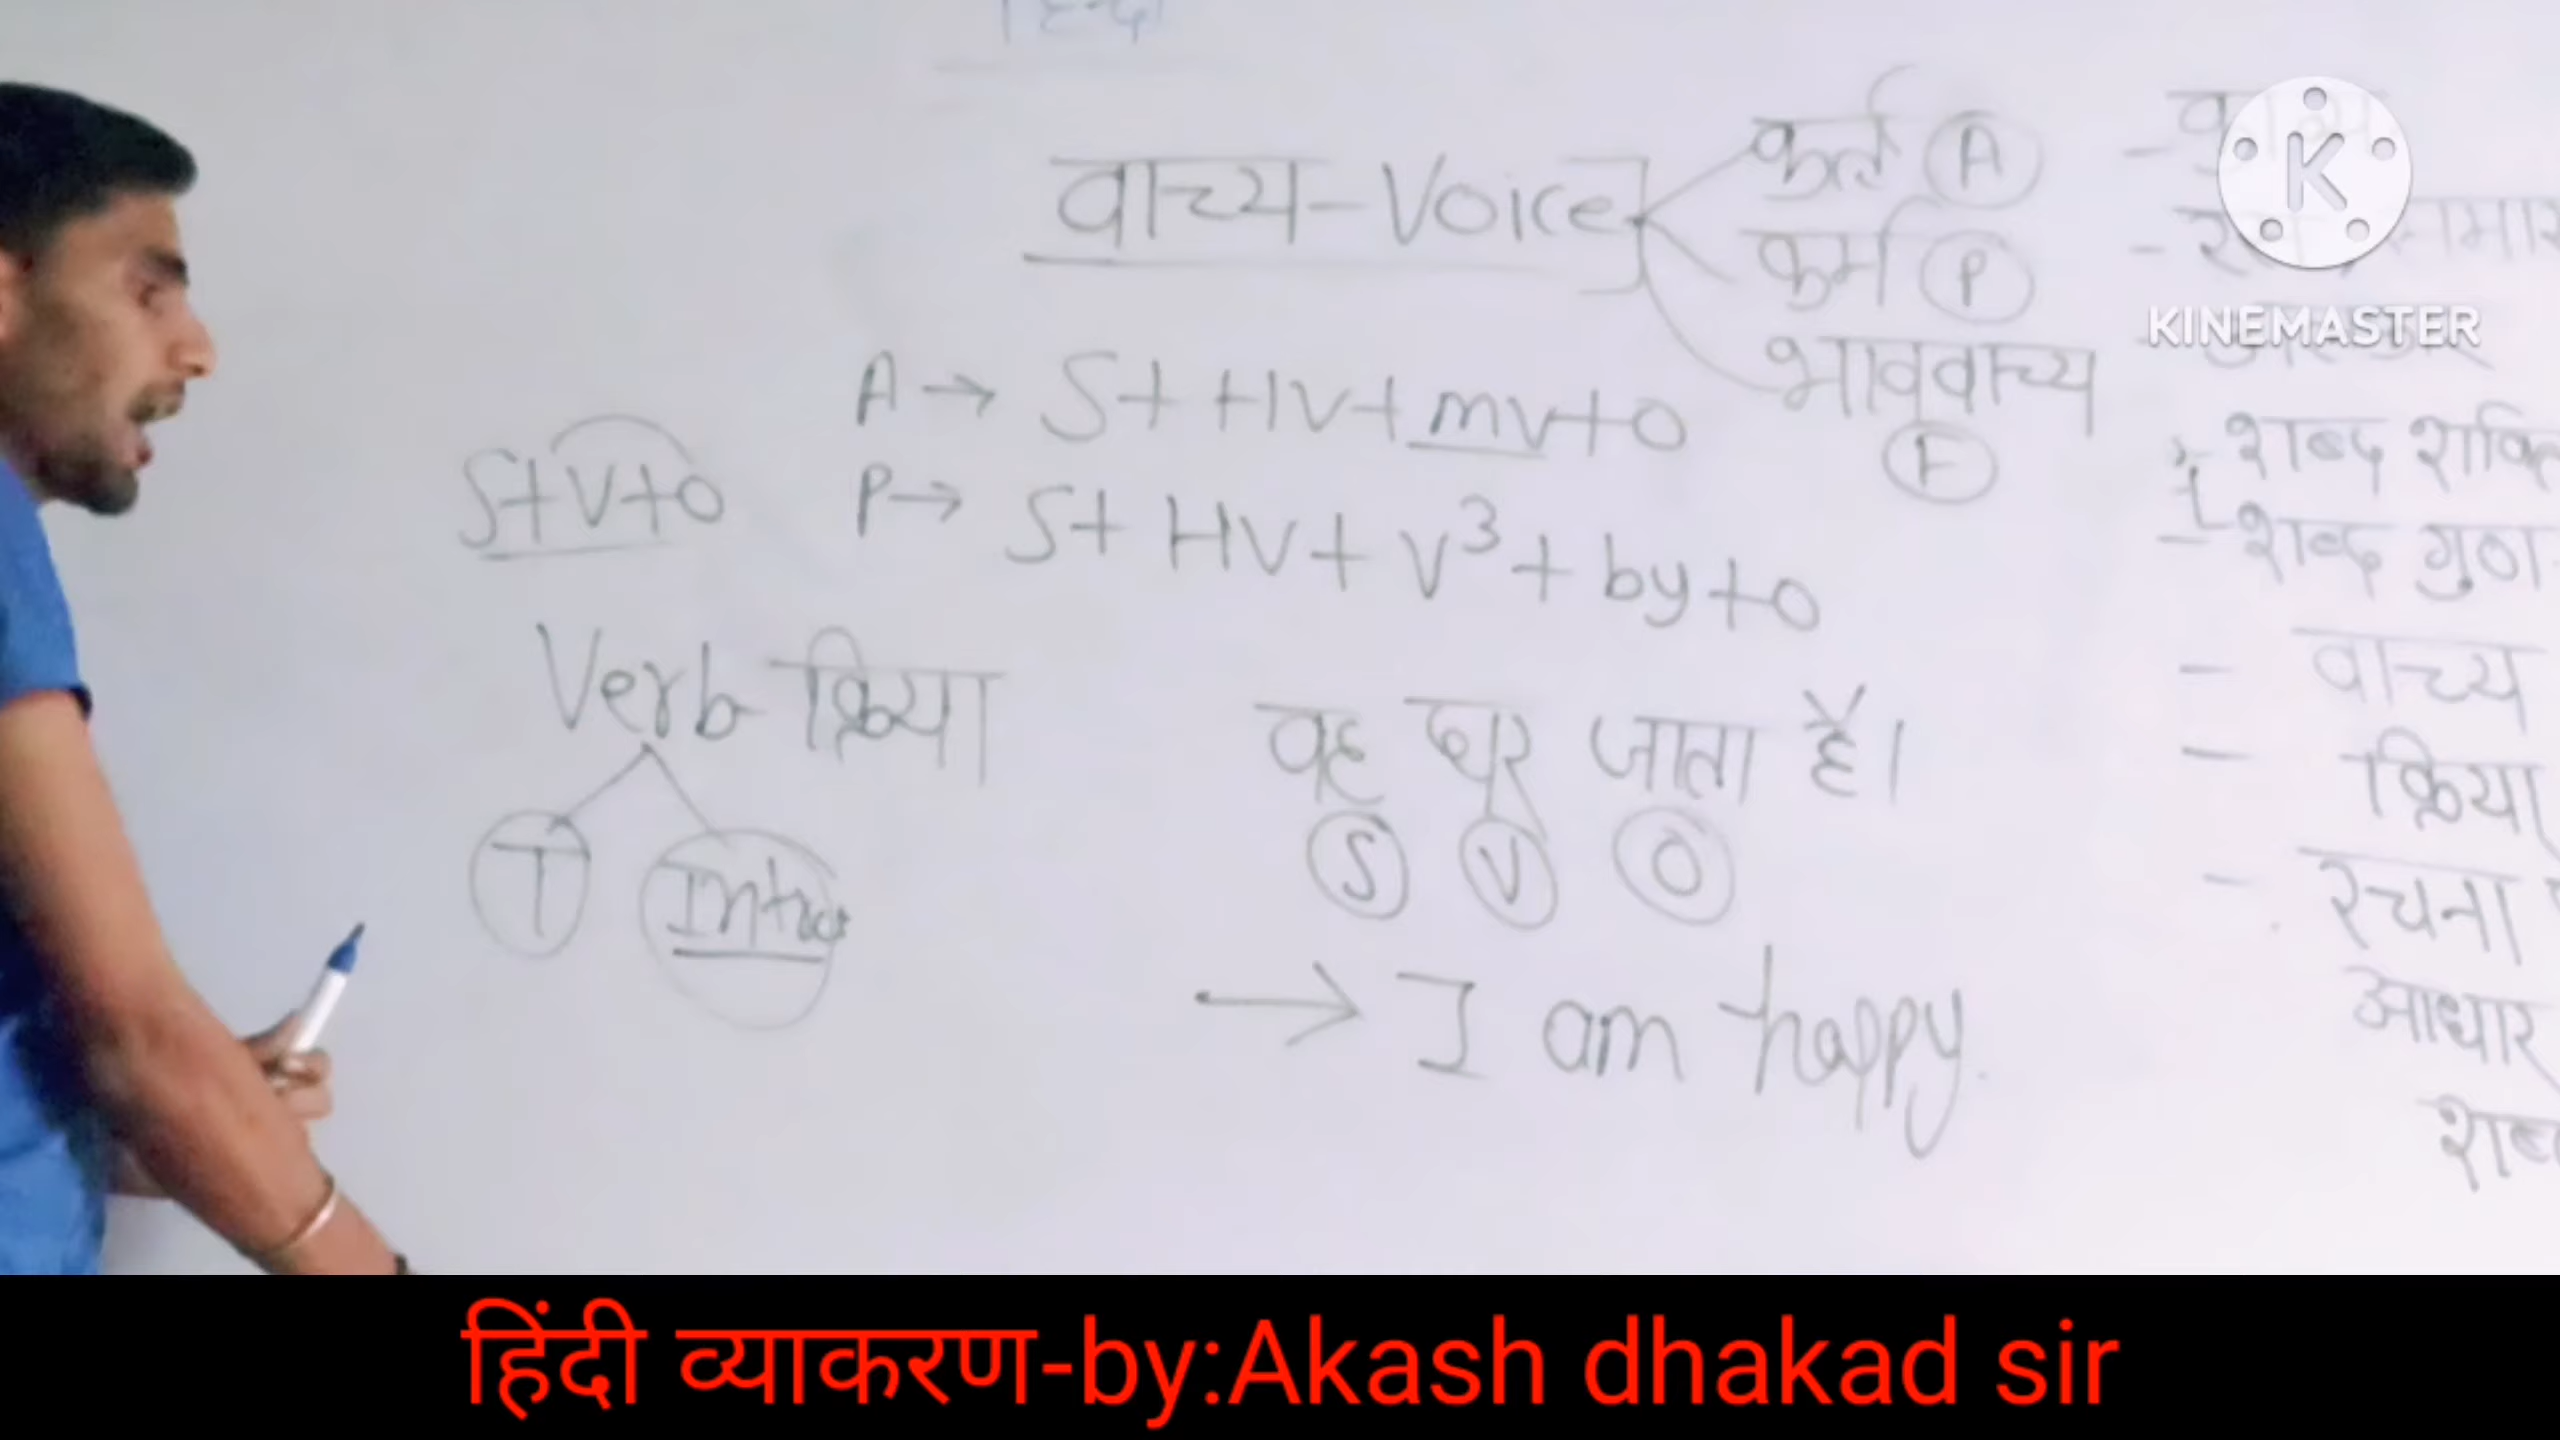 वाच्य-Voice
कर्तृ A
कर्म P
भाववाच्य
F
A → S+ HV+mv+O
P→ S+ HV+ V³+ by+O
S+V+O
Verb क्रिया
T Intra
वह घर जाता है।
S V O
→ I am happy.
शब्द शक्ति
- शब्द गुण
- वाच्य
- क्रिया
- रचना
आधार
K
KINEMASTER
हिंदी व्याकरण-by:Akash dhakad sir